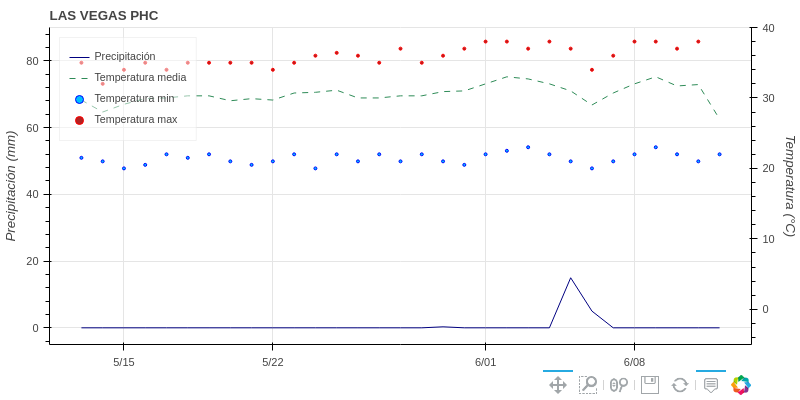 LAS VEGAS PHC
Precipitación
Temperatura media
Temperatura min
Temperatura max
Precipitación (mm)
80
60
40
20
0
40
30
20
10
0
Temperatura (°C)
5/15
5/22
6/01
6/08